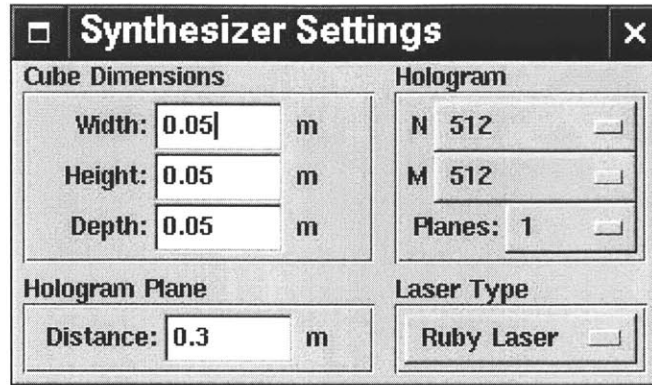 Synthesizer Settings
Cube Dimensions
Width: 0.05 m
Height: 0.05 m
Depth: 0.05 m
Hologram
N 512
M 512
Planes: 1
Hologram Plane
Distance: 0.3 m
Laser Type
Ruby Laser